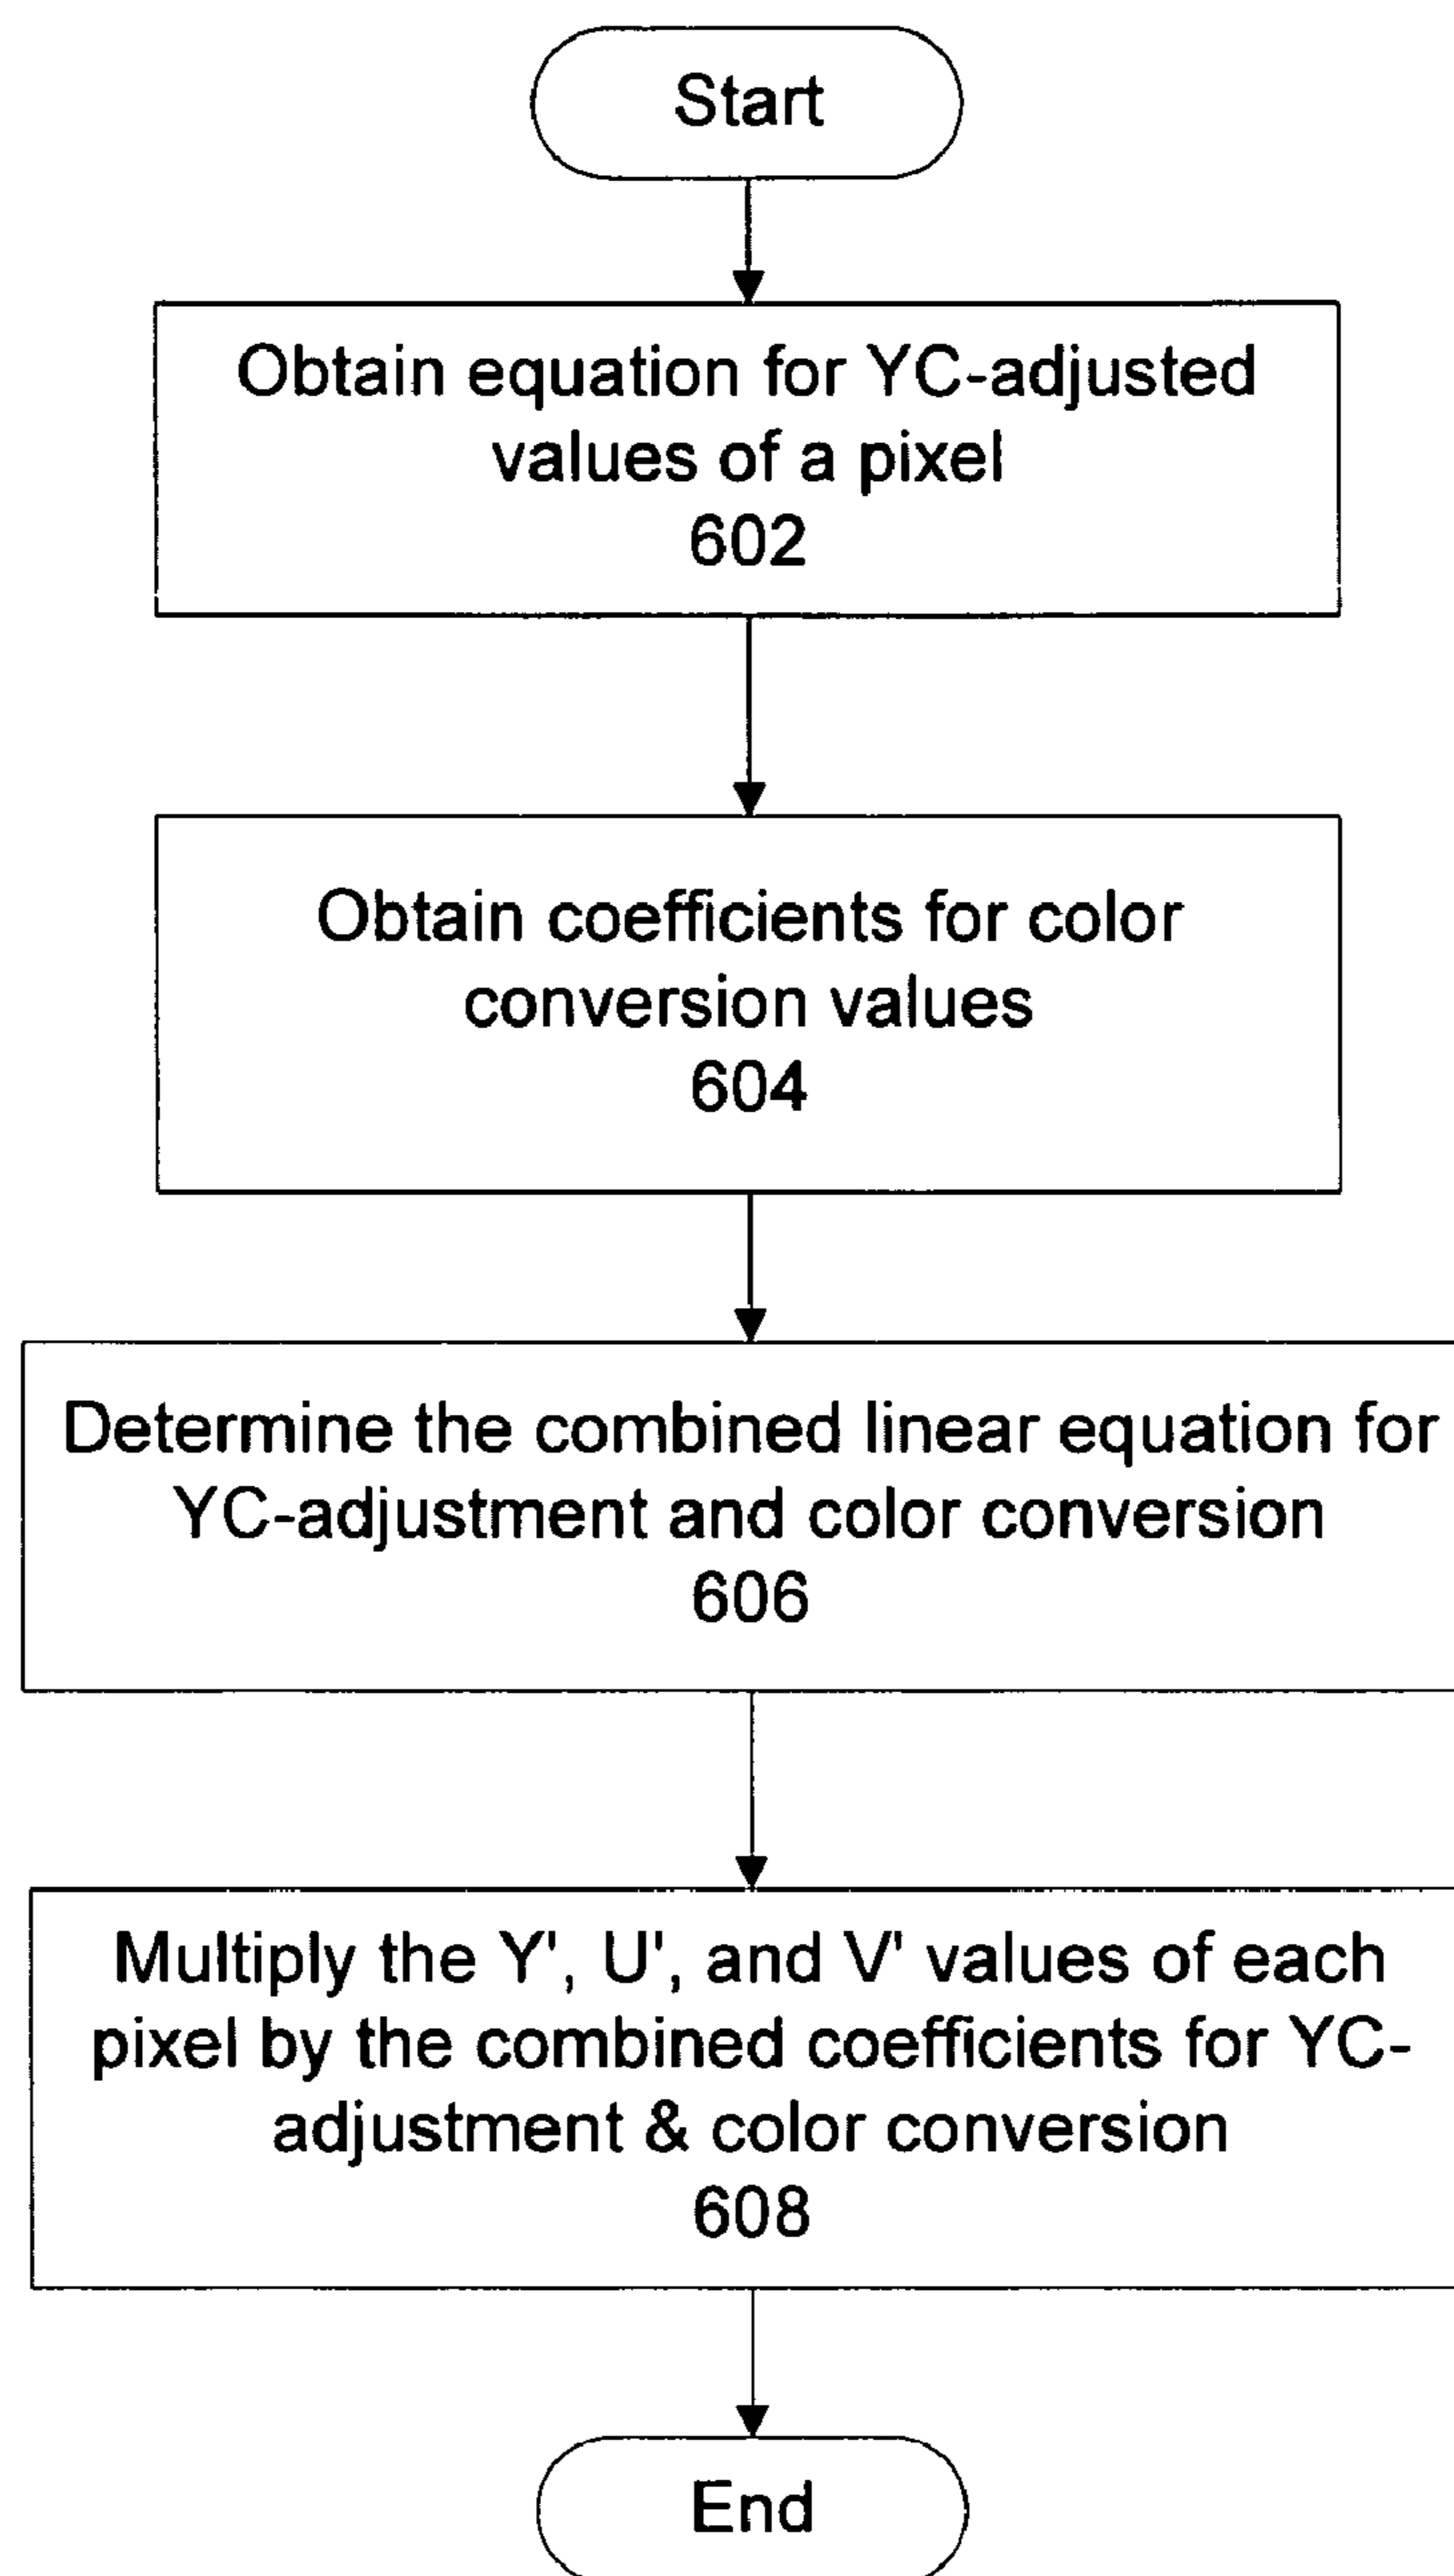 Start
Obtain equation for YC-adjusted
values of a pixel
602
Obtain coefficients for color
conversion values
604
Determine the combined linear equation for
YC-adjustment and color conversion
606
Multiply the Y', U', and V' values of each
pixel by the combined coefficients for YC-
adjustment & color conversion
608
End